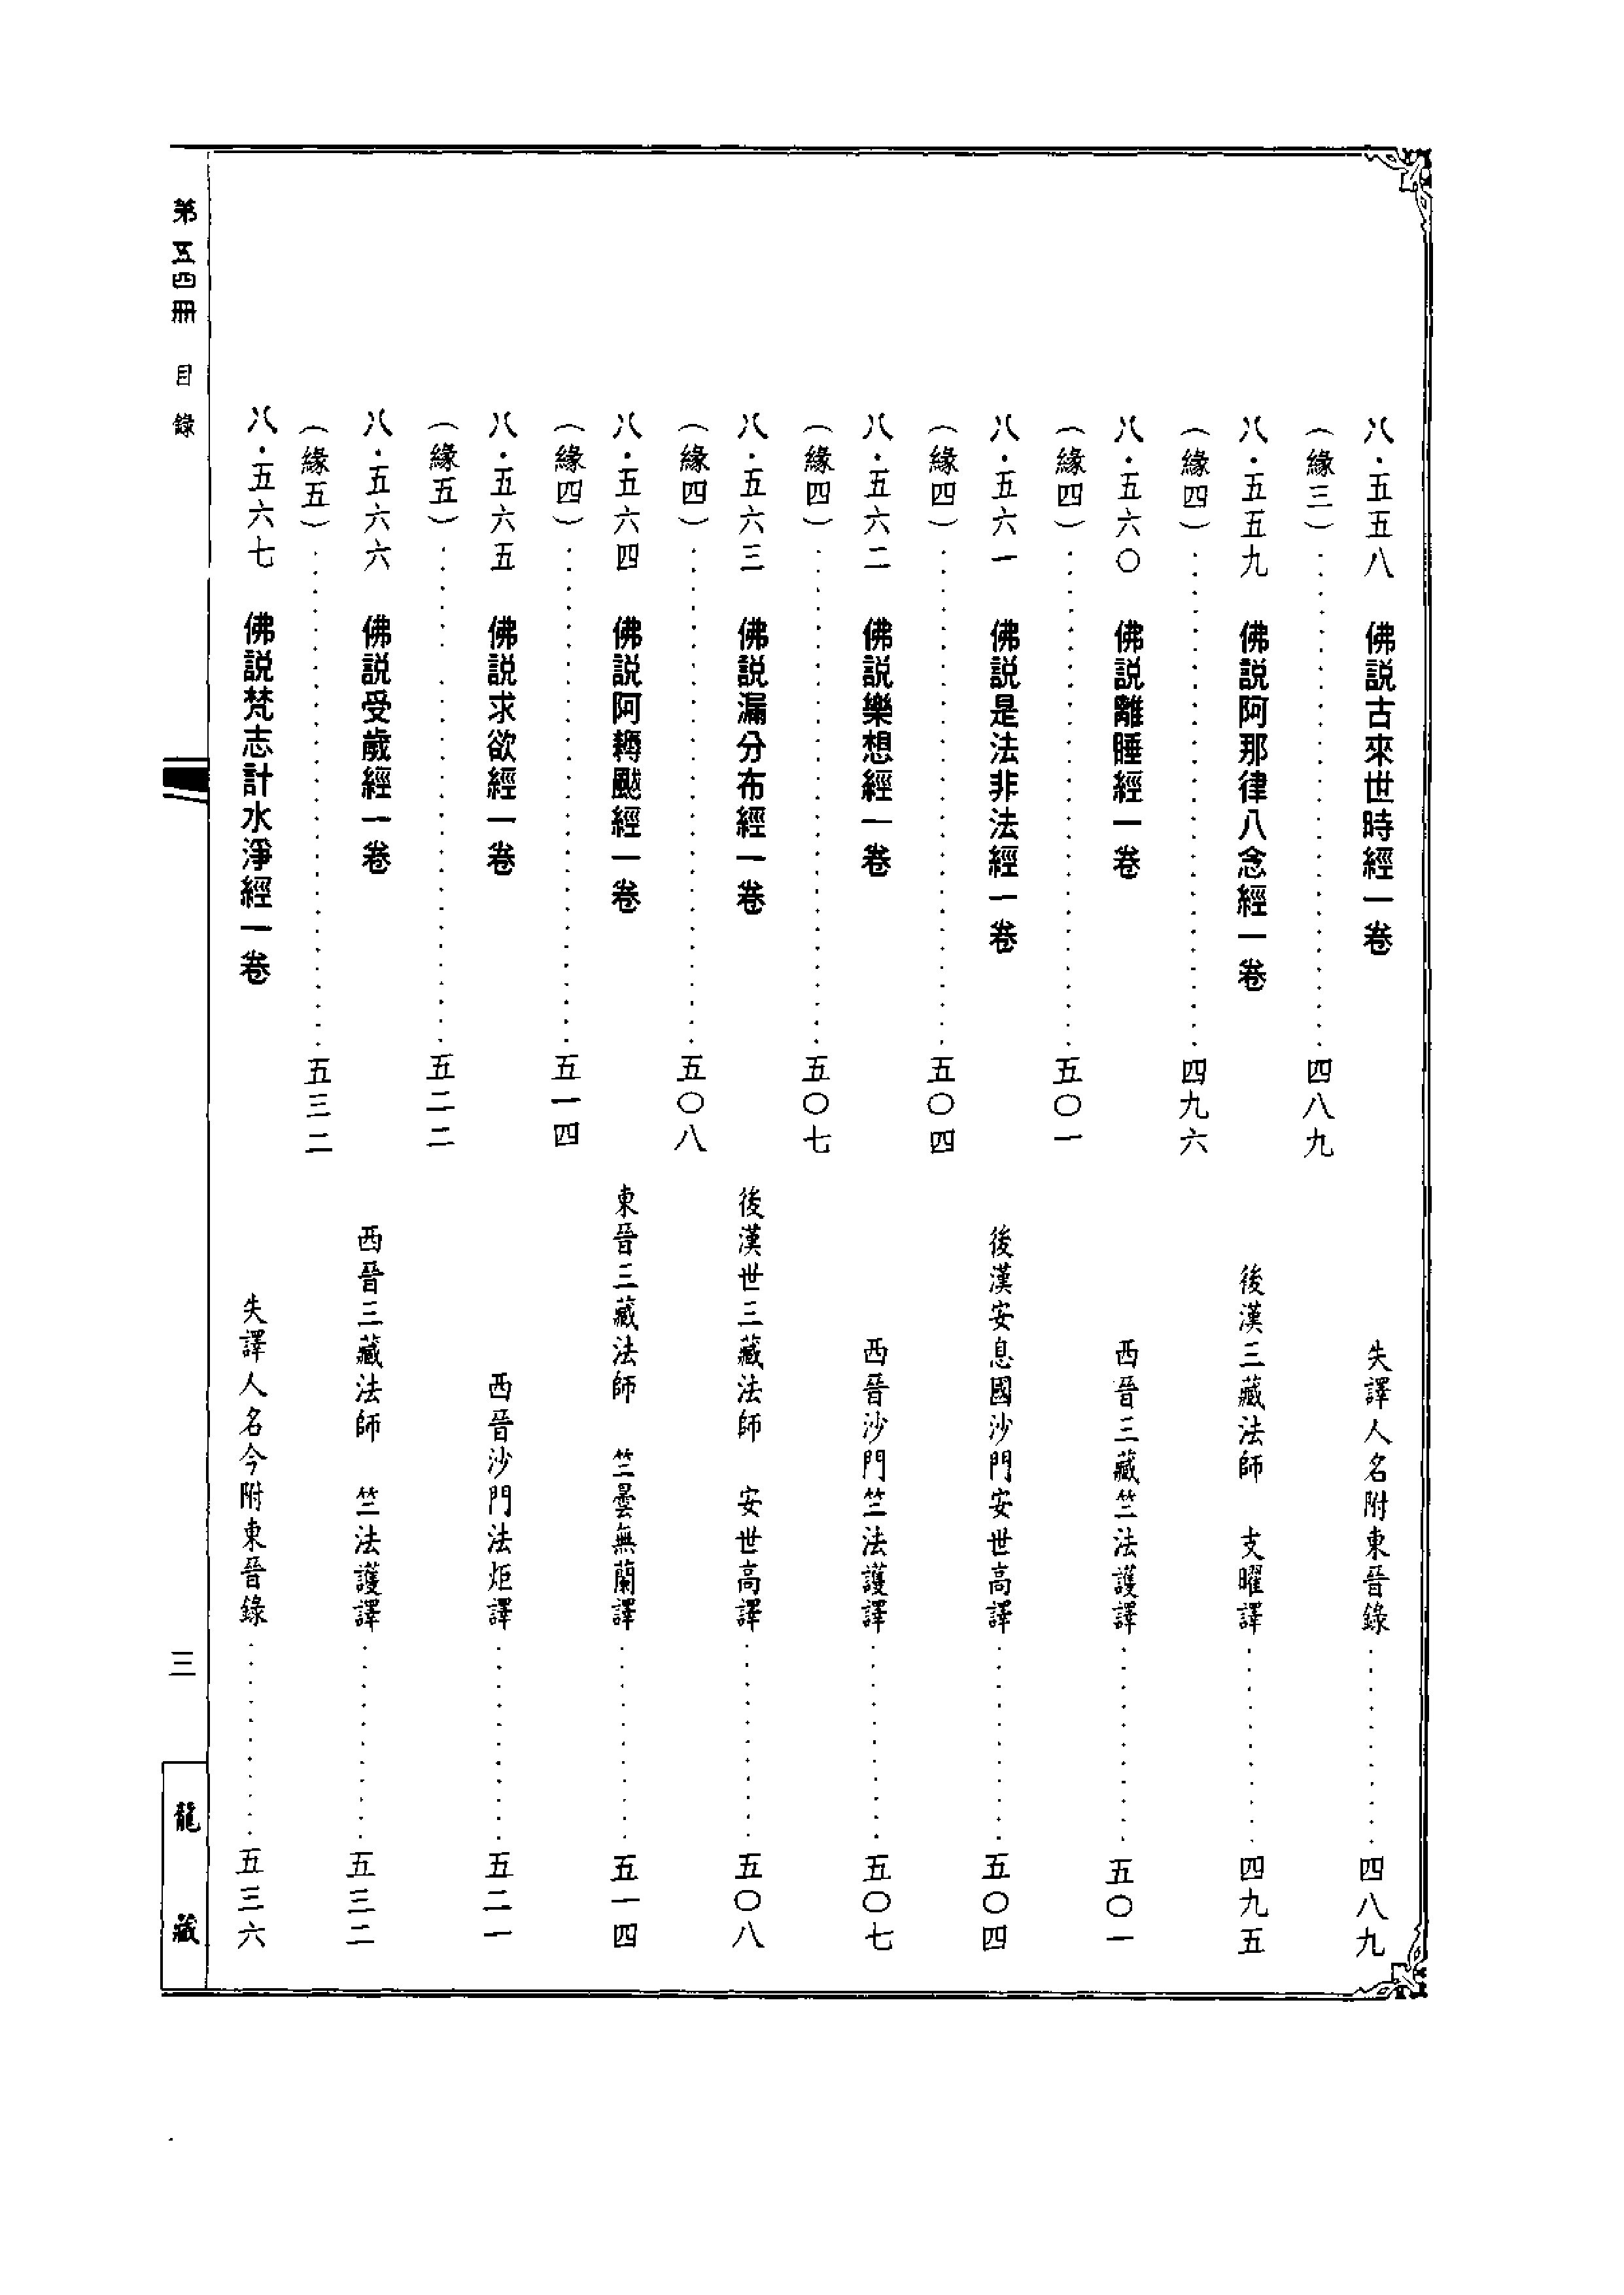 八·五五八　佛説古來世時經一卷　失譯人名附東晉錄…………四八九
（緣三）…………四八九
八·五五九　佛説阿那律八念經一卷　後漢三藏法師　支曜譯…………四九五
（緣四）…………四九六
八·五六〇　佛説離睡經一卷　西晉三藏竺法護譯…………五〇一
（緣四）…………五〇一
八·五六一　佛説是法非法經一卷　後漢安息國沙門安世高譯…………五〇四
（緣四）…………五〇四
八·五六二　佛説樂想經一卷　西晉沙門竺法護譯…………五〇七
（緣四）…………五〇七
八·五六三　佛説漏分布經一卷　後漢世三藏法師　安世高譯…………五〇八
（緣四）…………五〇八
八·五六四　佛説阿耨颰經一卷　東晉三藏法師　竺曇無蘭譯…………五一四
（緣四）…………五一四
八·五六五　佛説求欲經一卷　西晉沙門法炬譯…………五二一
（緣五）…………五二二
八·五六六　佛説受歲經一卷　西晉三藏法師　竺法護譯…………五三二
（緣五）…………五三二
八·五六七　佛説梵志計水淨經一卷　失譯人名今附東晉錄…………五三六
第五四冊　目錄　三　龍藏